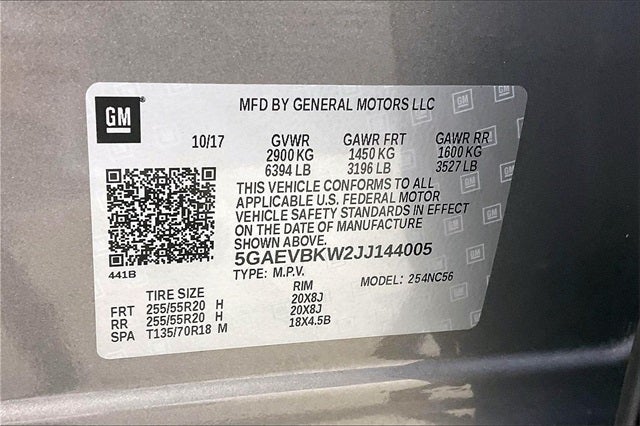 GM
MFD BY GENERAL MOTORS LLC
10/17 GVWR GAWR FRT GAWR RR
2900 KG 1450 KG 1600 KG
6394 LB 3196 LB 3527 LB
THIS VEHICLE CONFORMS TO ALL
APPLICABLE U.S. FEDERAL MOTOR
VEHICLE SAFETY STANDARDS IN EFFECT
ON THE DATE OF MANUFACTURE
SHOWN ABOVE.
5GAEVBKW2JJ144005
441B
TYPE: M.P.V. MODEL: 254NC56
TIRE SIZE RIM
FRT 255/55R20 H 20X8J
RR 255/55R20 H 20X8J
SPA T135/70R18 M 18X4.5B